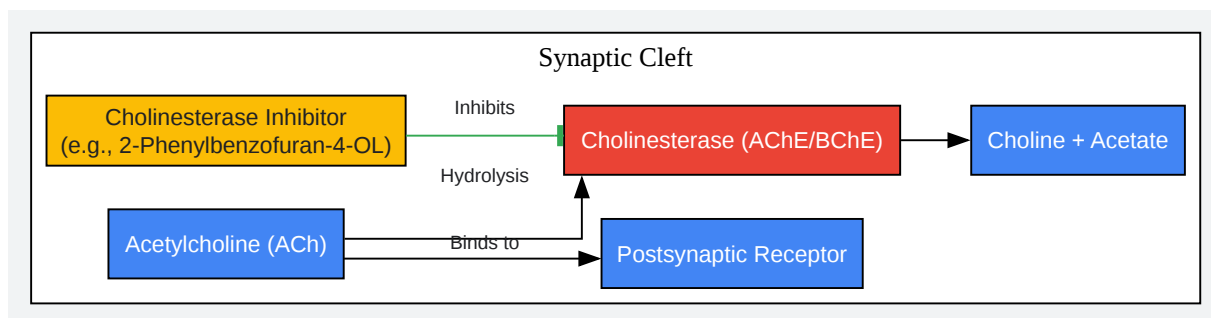 Synaptic Cleft
Cholinesterase Inhibitor
(e.g., 2-Phenylbenzofuran-4-OL)
Inhibits
Cholinesterase (AChE/BChE)
Choline + Acetate
Hydrolysis
Acetylcholine (ACh)
Binds to
Postsynaptic Receptor